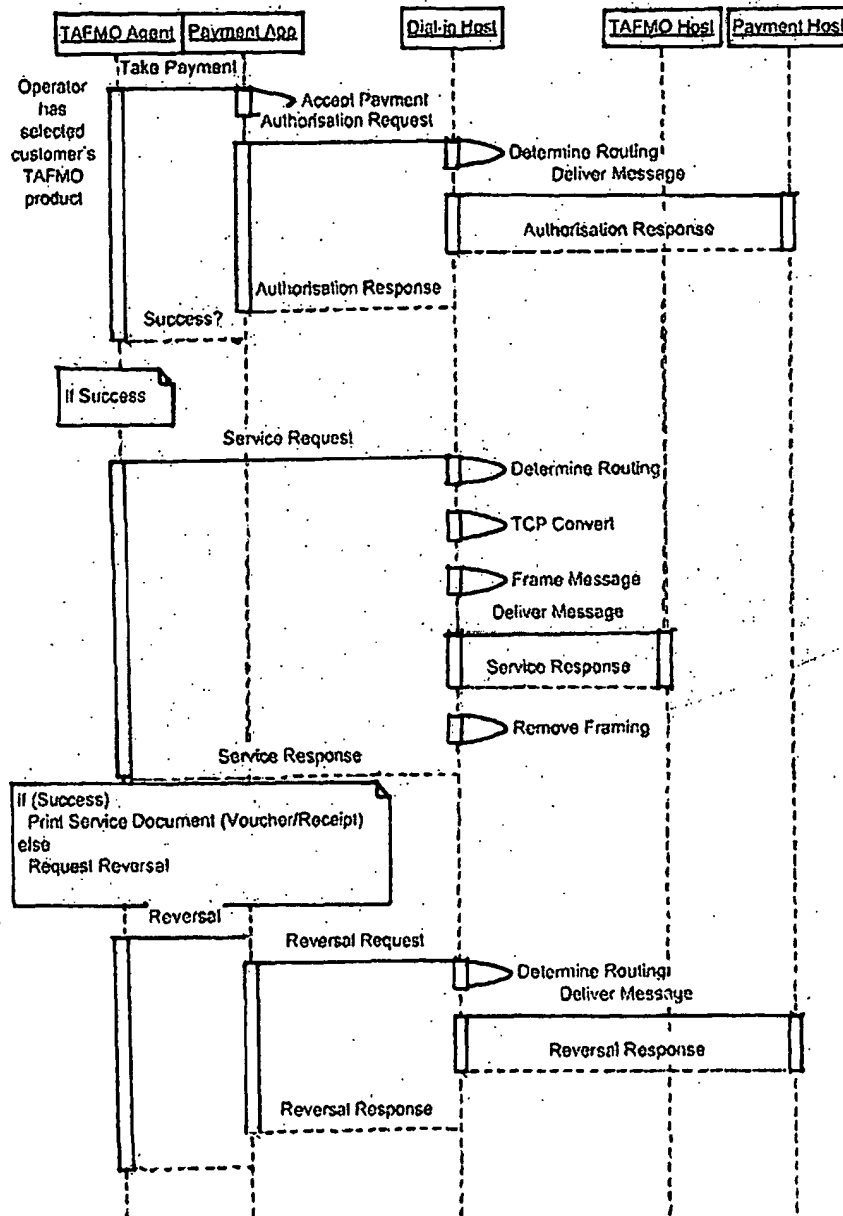 TAFMO Agent
Payment App
Dial-in Host
TAFMO Host
Payment Host
Take Payment
Operator
has
selected
customer's
TAFMO
product
Accept Payment
Authorisation Request
Determine Routing
Deliver Message
Authorisation Response
Authorisation Response
Success?
If Success
Service Request
Determine Routing
TCP Convert
Frame Message
Deliver Message
Service Response
Remove Framing
Service Response
If (Success)
Print Service Document (Voucher/Receipt)
else
Request Reversal
Reversal
Reversal Request
Determine Routing
Deliver Message
Reversal Response
Reversal Response